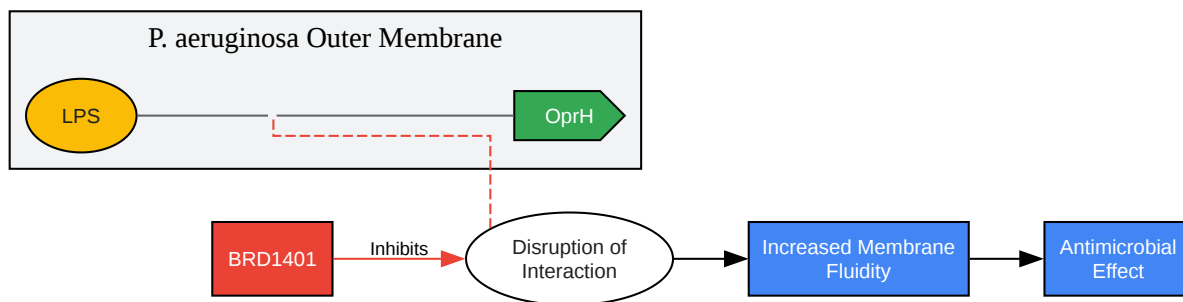 P. aeruginosa Outer Membrane
LPS
OprH
BRD1401
Inhibits
Disruption of
Interaction
Increased Membrane
Fluidity
Antimicrobial
Effect